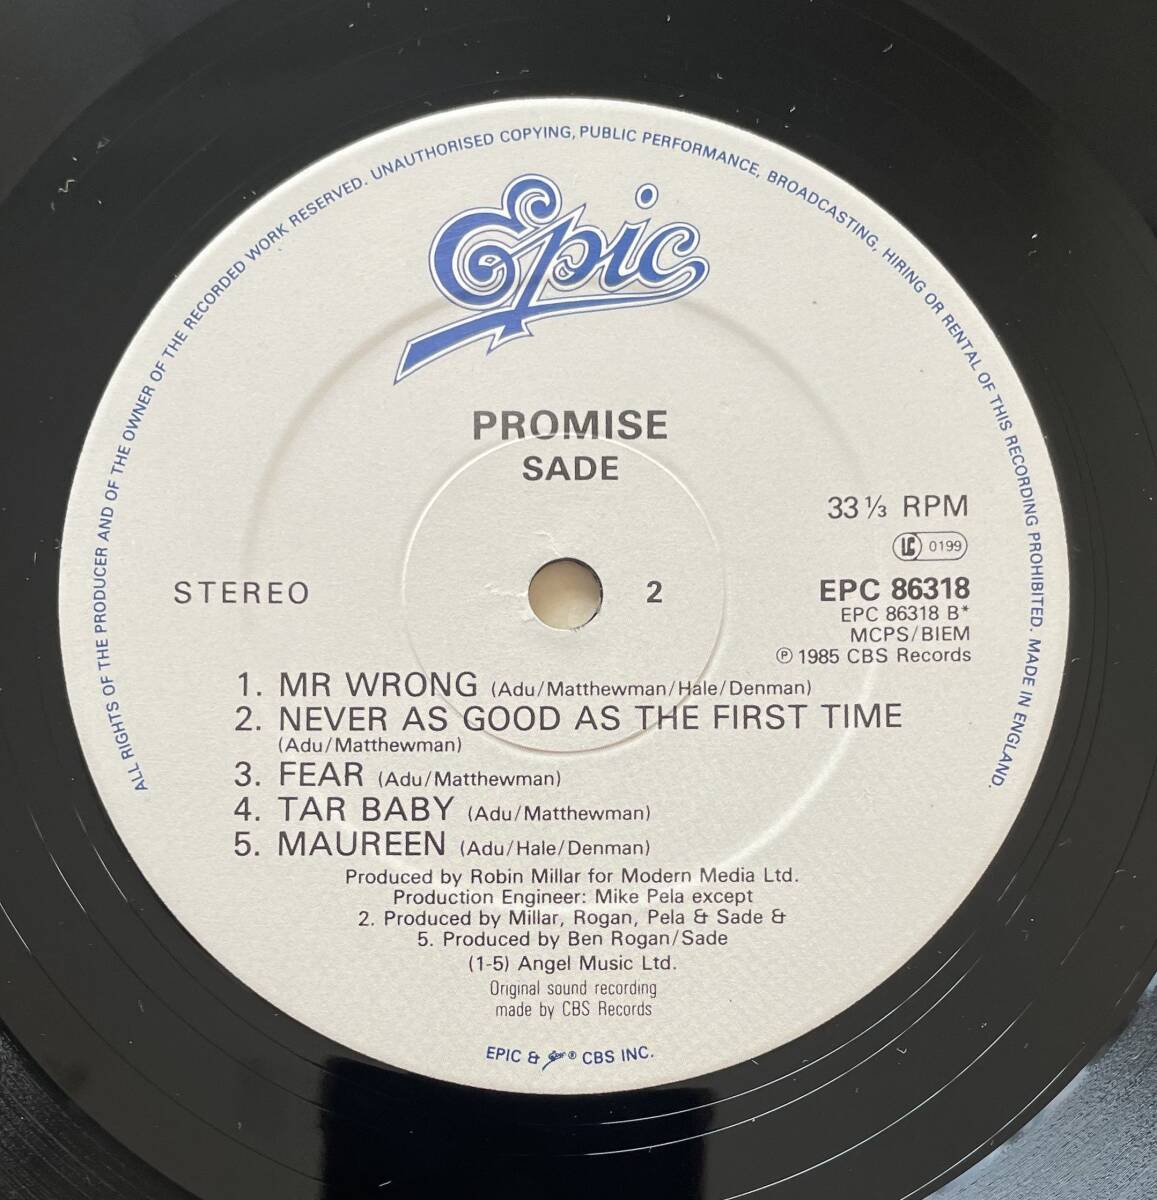 ALL RIGHTS OF THE PRODUCER AND OF THE OWNER OF THE RECORDED WORK RESERVED. UNAUTHORISED COPYING, PUBLIC PERFORMANCE, BROADCASTING, HIRING OR RENTAL OF THIS RECORDING PROHIBITED. MADE IN ENGLAND.
Epic
PROMISE
SADE
33 ⅓ RPM
LC 0199
STEREO
2
EPC 86318
EPC 86318 B*
MCPS/BIEM
℗ 1985 CBS Records
1. MR WRONG (Adu/Matthewman/Hale/Denman)
2. NEVER AS GOOD AS THE FIRST TIME
(Adu/Matthewman)
3. FEAR (Adu/Matthewman)
4. TAR BABY (Adu/Matthewman)
5. MAUREEN (Adu/Hale/Denman)
Produced by Robin Millar for Modern Media Ltd.
Production Engineer: Mike Pela except
2. Produced by Millar, Rogan, Pela & Sade &
5. Produced by Ben Rogan/Sade
(1-5) Angel Music Ltd.
Original sound recording
made by CBS Records
EPIC & Epic ® CBS INC.